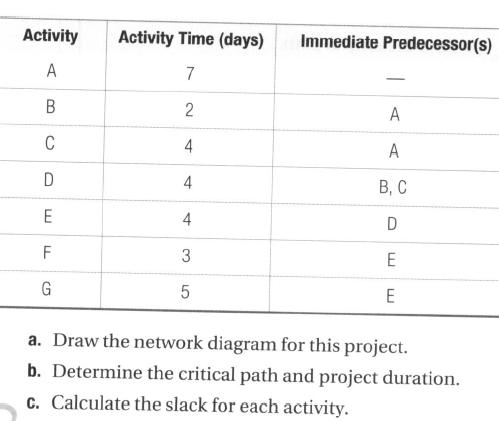 Activity Activity Time (days) Immediate Predecessor(s)
A 7 —
B 2 A
C 4 A
D 4 B, C
E 4 D
F 3 E
G 5 E
a. Draw the network diagram for this project.
b. Determine the critical path and project duration.
c. Calculate the slack for each activity.